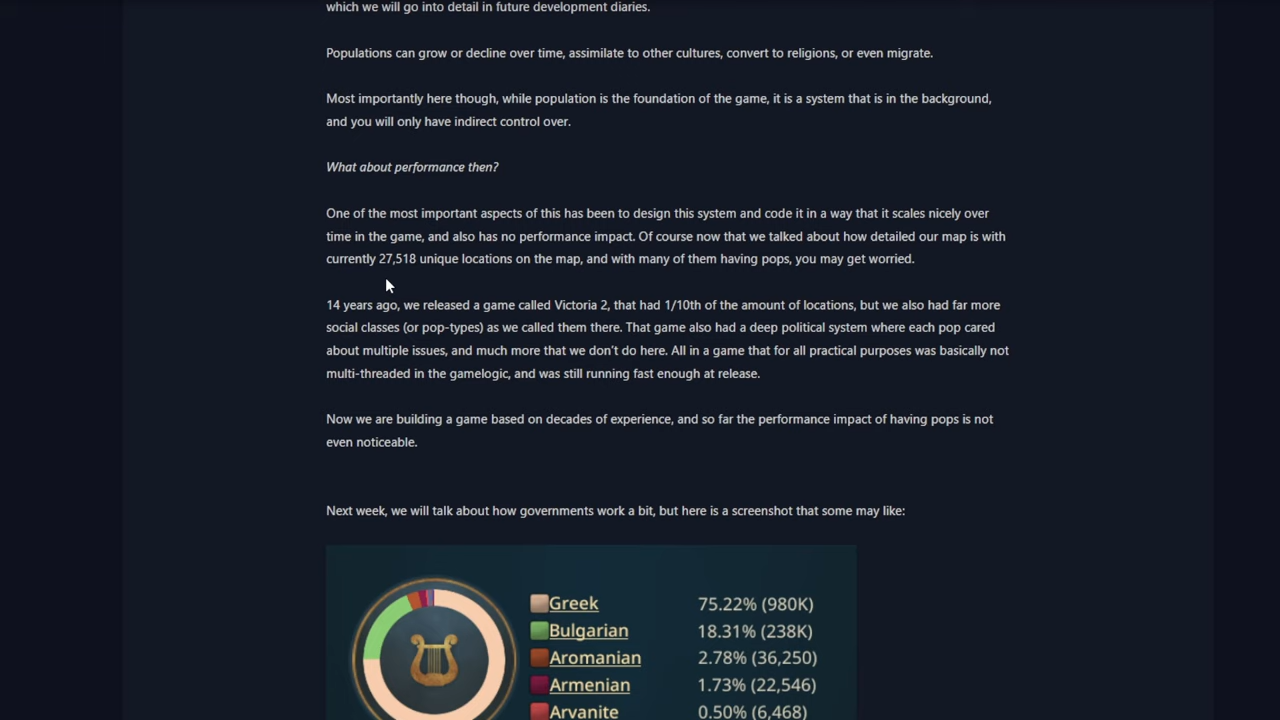 which we will go into detail in future development diaries.
Populations can grow or decline over time, assimilate to other cultures, convert to religions, or even migrate.
Most importantly here though, while population is the foundation of the game, it is a system that is in the background,
and you will only have indirect control over.
What about performance then?
One of the most important aspects of this has been to design this system and code it in a way that it scales nicely over
time in the game, and also has no performance impact. Of course now that we talked about how detailed our map is with
currently 27,518 unique locations on the map, and with many of them having pops, you may get worried.
14 years ago, we released a game called Victoria 2, that had 1/10th of the amount of locations, but we also had far more
social classes (or pop-types) as we called them there. That game also had a deep political system where each pop cared
about multiple issues, and much more that we don't do here. All in a game that for all practical purposes was basically not
multi-threaded in the gamelogic, and was still running fast enough at release.
Now we are building a game based on decades of experience, and so far the performance impact of having pops is not
even noticeable.
Next week, we will talk about how governments work a bit, but here is a screenshot that some may like:
Greek 75.22% (980K)
Bulgarian 18.31% (238K)
Aromanian 2.78% (36,250)
Armenian 1.73% (22,546)
Arvanite 0.50% (6,468)